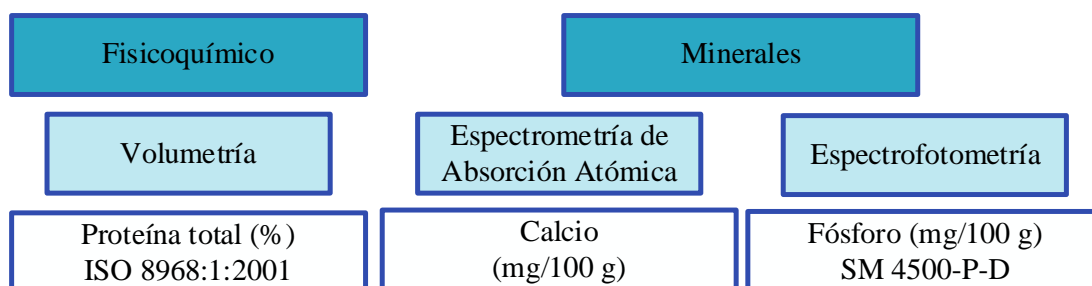 Fisicoquímico
Minerales
Volumetría
Espectrometría de
Absorción Atómica
Espectrofotometría
Proteína total (%)
ISO 8968:1:2001
Calcio
(mg/100 g)
Fósforo (mg/100 g)
SM 4500-P-D